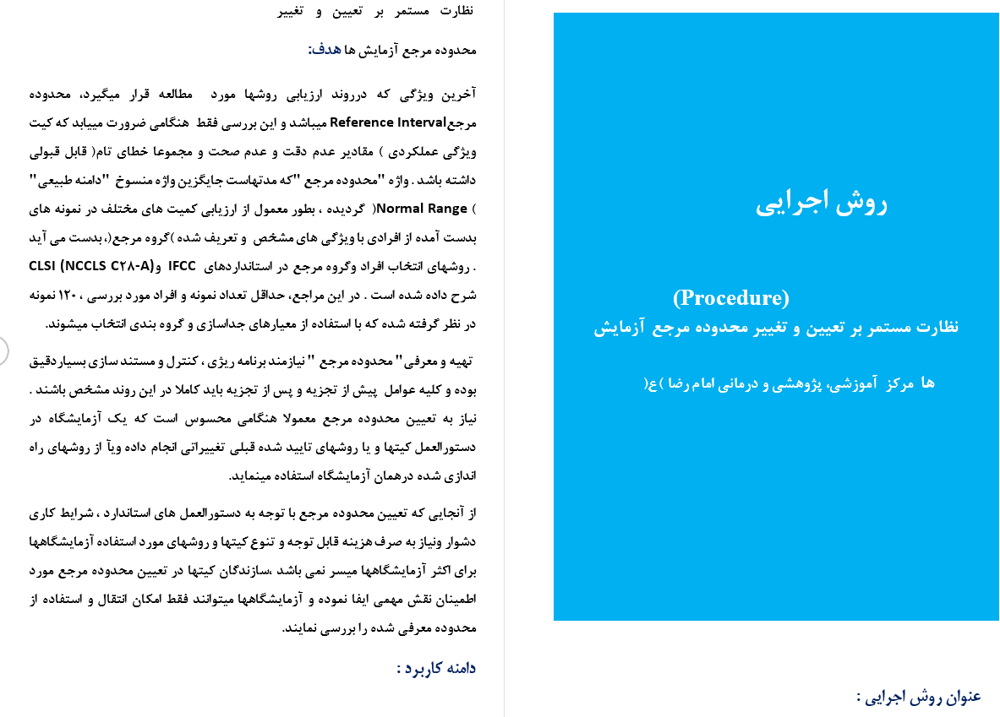 روش اجرایی
(Procedure)
نظارت مستمر بر تعیین و تغییر محدوده مرجع آزمایش
ها مرکز آموزشی، پژوهشی و درمانی امام رضا )ع(
عنوان روش اجرایی :
نظارت مستمر بر تعیین و تغییر
محدوده مرجع آزمایش ها هدف:
آخرین ویژگی که درروند ارزیابی روشها مورد مطالعه قرار میگیرد، محدوده
مرجعReference Interval میباشد و این بررسی فقط هنگامی ضرورت مییابد که کیت
ویژگی عملکردی ) مقادیر عدم دقت و عدم صحت و مجموعا خطای تام( قابل قبولی
داشته باشد . واژه "محدوده مرجع "که مدتهاست جایگزین واژه منسوخ "دامنه طبیعی"
) Normal Range( گردیده ، بطور معمول از ارزیابی کمیت های مختلف در نمونه های
بدست آمده از افرادی با ویژگی های مشخص و تعریف شده )گروه مرجع(، بدست می آید
. روشهای انتخاب افراد وگروه مرجع در استانداردهای IFCC و CLSI (NCCLS C۲۸-A)
شرح داده شده است . در این مراجع، حداقل تعداد نمونه و افراد مورد بررسی ، ۱۲۰ نمونه
در نظر گرفته شده که با استفاده از معیارهای جداسازی و گروه بندی انتخاب میشوند.
تهیه و معرفی" محدوده مرجع " نیازمند برنامه ریژی ، کنترل و مستند سازی بسیاردقیق
بوده و کلیه عوامل پیش از تجزیه و پس از تجزیه باید کاملا در این روند مشخص باشند .
نیاز به تعیین محدوده مرجع معمولا هنگامی محسوس است که یک آزمایشگاه در
دستورالعمل کیتها و یا روشهای تایید شده قبلی تغییراتی انجام داده ویآ از روشهای راه
اندازی شده درهمان آزمایشگاه استفاده مینماید.
از آنجایی که تعیین محدوده مرجع با توجه به دستورالعمل های استاندارد ، شرایط کاری
دشوار ونیاز به صرف هزینه قابل توجه و تنوع کیتها و روشهای مورد استفاده آزمایشگاهها
برای اکثر آزمایشگاهها میسر نمی باشد ،سازندگان کیتها در تعیین محدوده مرجع مورد
اطمینان نقش مهمی ایفا نموده و آزمایشگاهها میتوانند فقط امکان انتقال و استفاده از
محدوده معرفی شده را بررسی نمایند.
دامنه کاربرد :